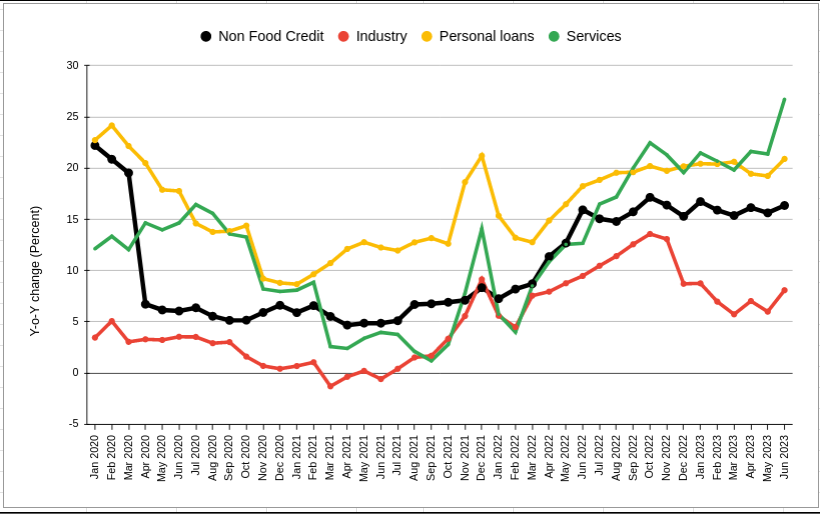 Non Food Credit Industry Personal loans Services
Y-o-Y change (Percent)
30
25
20
15
10
5
0
-5
Jan 2020
Feb 2020
Mar 2020
Apr 2020
May 2020
Jun 2020
Jul 2020
Aug 2020
Sep 2020
Oct 2020
Nov 2020
Dec 2020
Jan 2021
Feb 2021
Mar 2021
Apr 2021
May 2021
Jun 2021
Jul 2021
Aug 2021
Sep 2021
Oct 2021
Nov 2021
Dec 2021
Jan 2022
Feb 2022
Mar 2022
Apr 2022
May 2022
Jun 2022
Jul 2022
Aug 2022
Sep 2022
Oct 2022
Nov 2022
Dec 2022
Jan 2023
Feb 2023
Mar 2023
Apr 2023
May 2023
Jun 2023